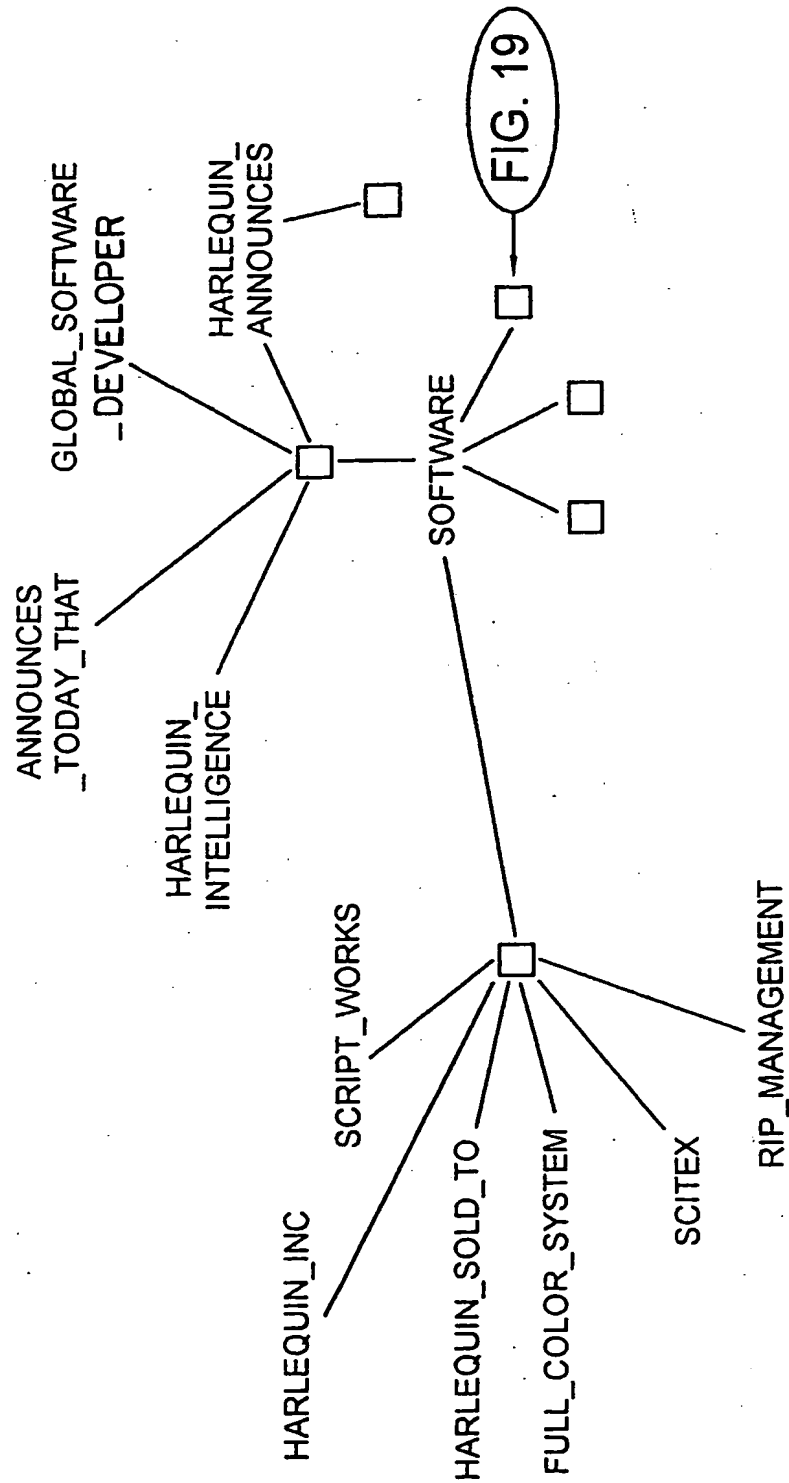 ANNOUNCES
_TODAY_THAT
GLOBAL_SOFTWARE
_DEVELOPER
HARLEQUIN_
INTELLIGENCE
HARLEQUIN_
ANNOUNCES
SOFTWARE
FIG. 19
HARLEQUIN_INC
SCRIPT_WORKS
HARLEQUIN_SOLD_TO
FULL_COLOR_SYSTEM
SCITEX
RIP_MANAGEMENT